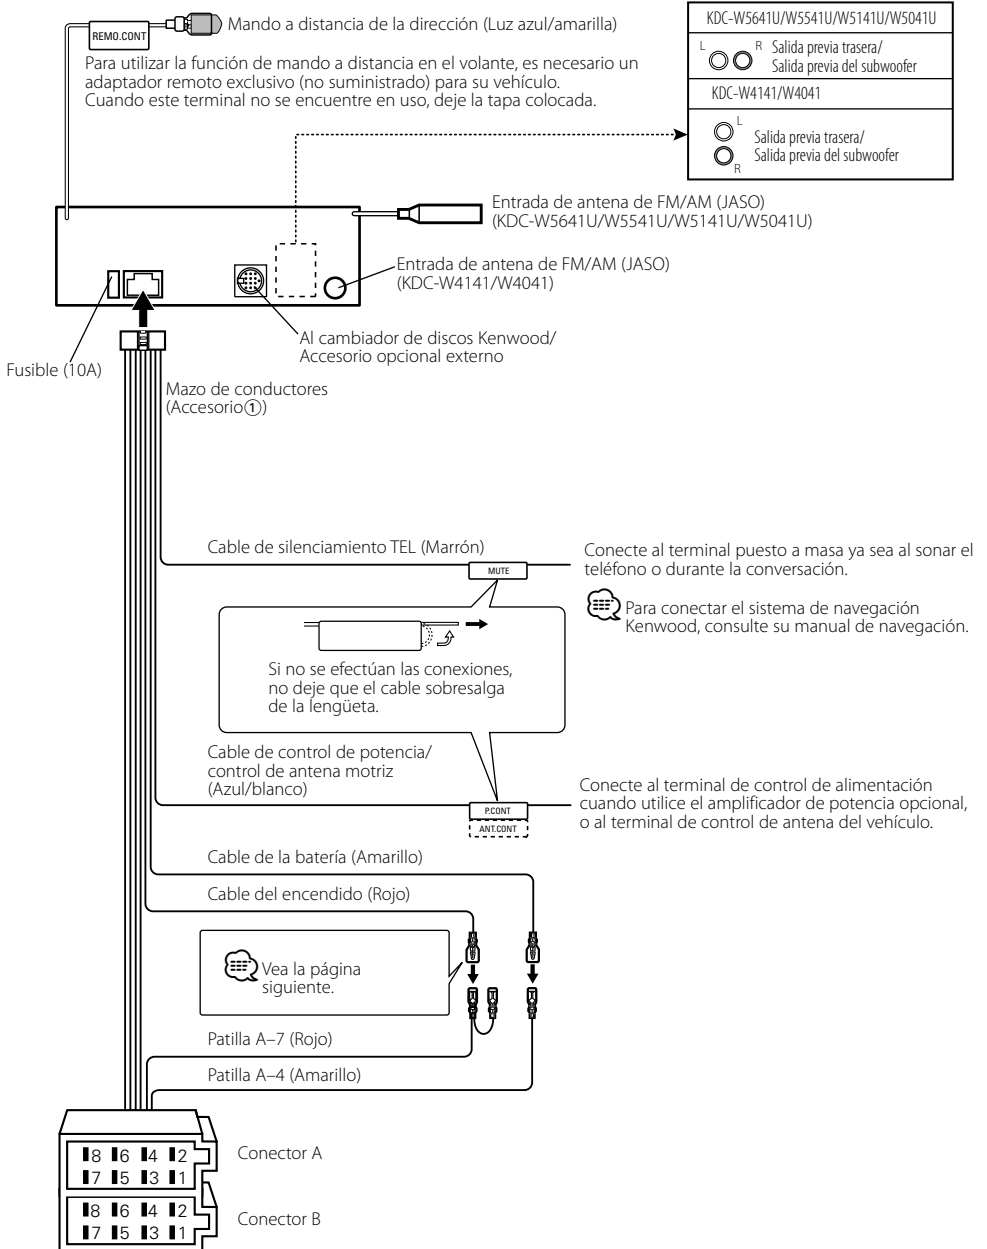 REMO.CONT
Mando a distancia de la dirección (Luz azul/amarilla)
Para utilizar la función de mando a distancia en el volante, es necesario un
adaptador remoto exclusivo (no suministrado) para su vehículo.
Cuando este terminal no se encuentre en uso, deje la tapa colocada.
KDC-W5641U/W5541U/W5141U/W5041U
L
R
Salida previa trasera/
Salida previa del subwoofer
KDC-W4141/W4041
L
R
Salida previa trasera/
Salida previa del subwoofer
Entrada de antena de FM/AM (JASO)
(KDC-W5641U/W5541U/W5141U/W5041U)
Entrada de antena de FM/AM (JASO)
(KDC-W4141/W4041)
Al cambiador de discos Kenwood/
Accesorio opcional externo
Fusible (10A)
Mazo de conductores
(Accesorio①)
Cable de silenciamiento TEL (Marrón)
MUTE
Conecte al terminal puesto a masa ya sea al sonar el
teléfono o durante la conversación.
Para conectar el sistema de navegación
Kenwood, consulte su manual de navegación.
Si no se efectúan las conexiones,
no deje que el cable sobresalga
de la lengüeta.
Cable de control de potencia/
control de antena motriz
(Azul/blanco)
P.CONT
ANT.CONT
Conecte al terminal de control de alimentación
cuando utilice el amplificador de potencia opcional,
o al terminal de control de antena del vehículo.
Cable de la batería (Amarillo)
Cable del encendido (Rojo)
Vea la página
siguiente.
Patilla A–7 (Rojo)
Patilla A–4 (Amarillo)
8 6 4 2
7 5 3 1
Conector A
8 6 4 2
7 5 3 1
Conector B